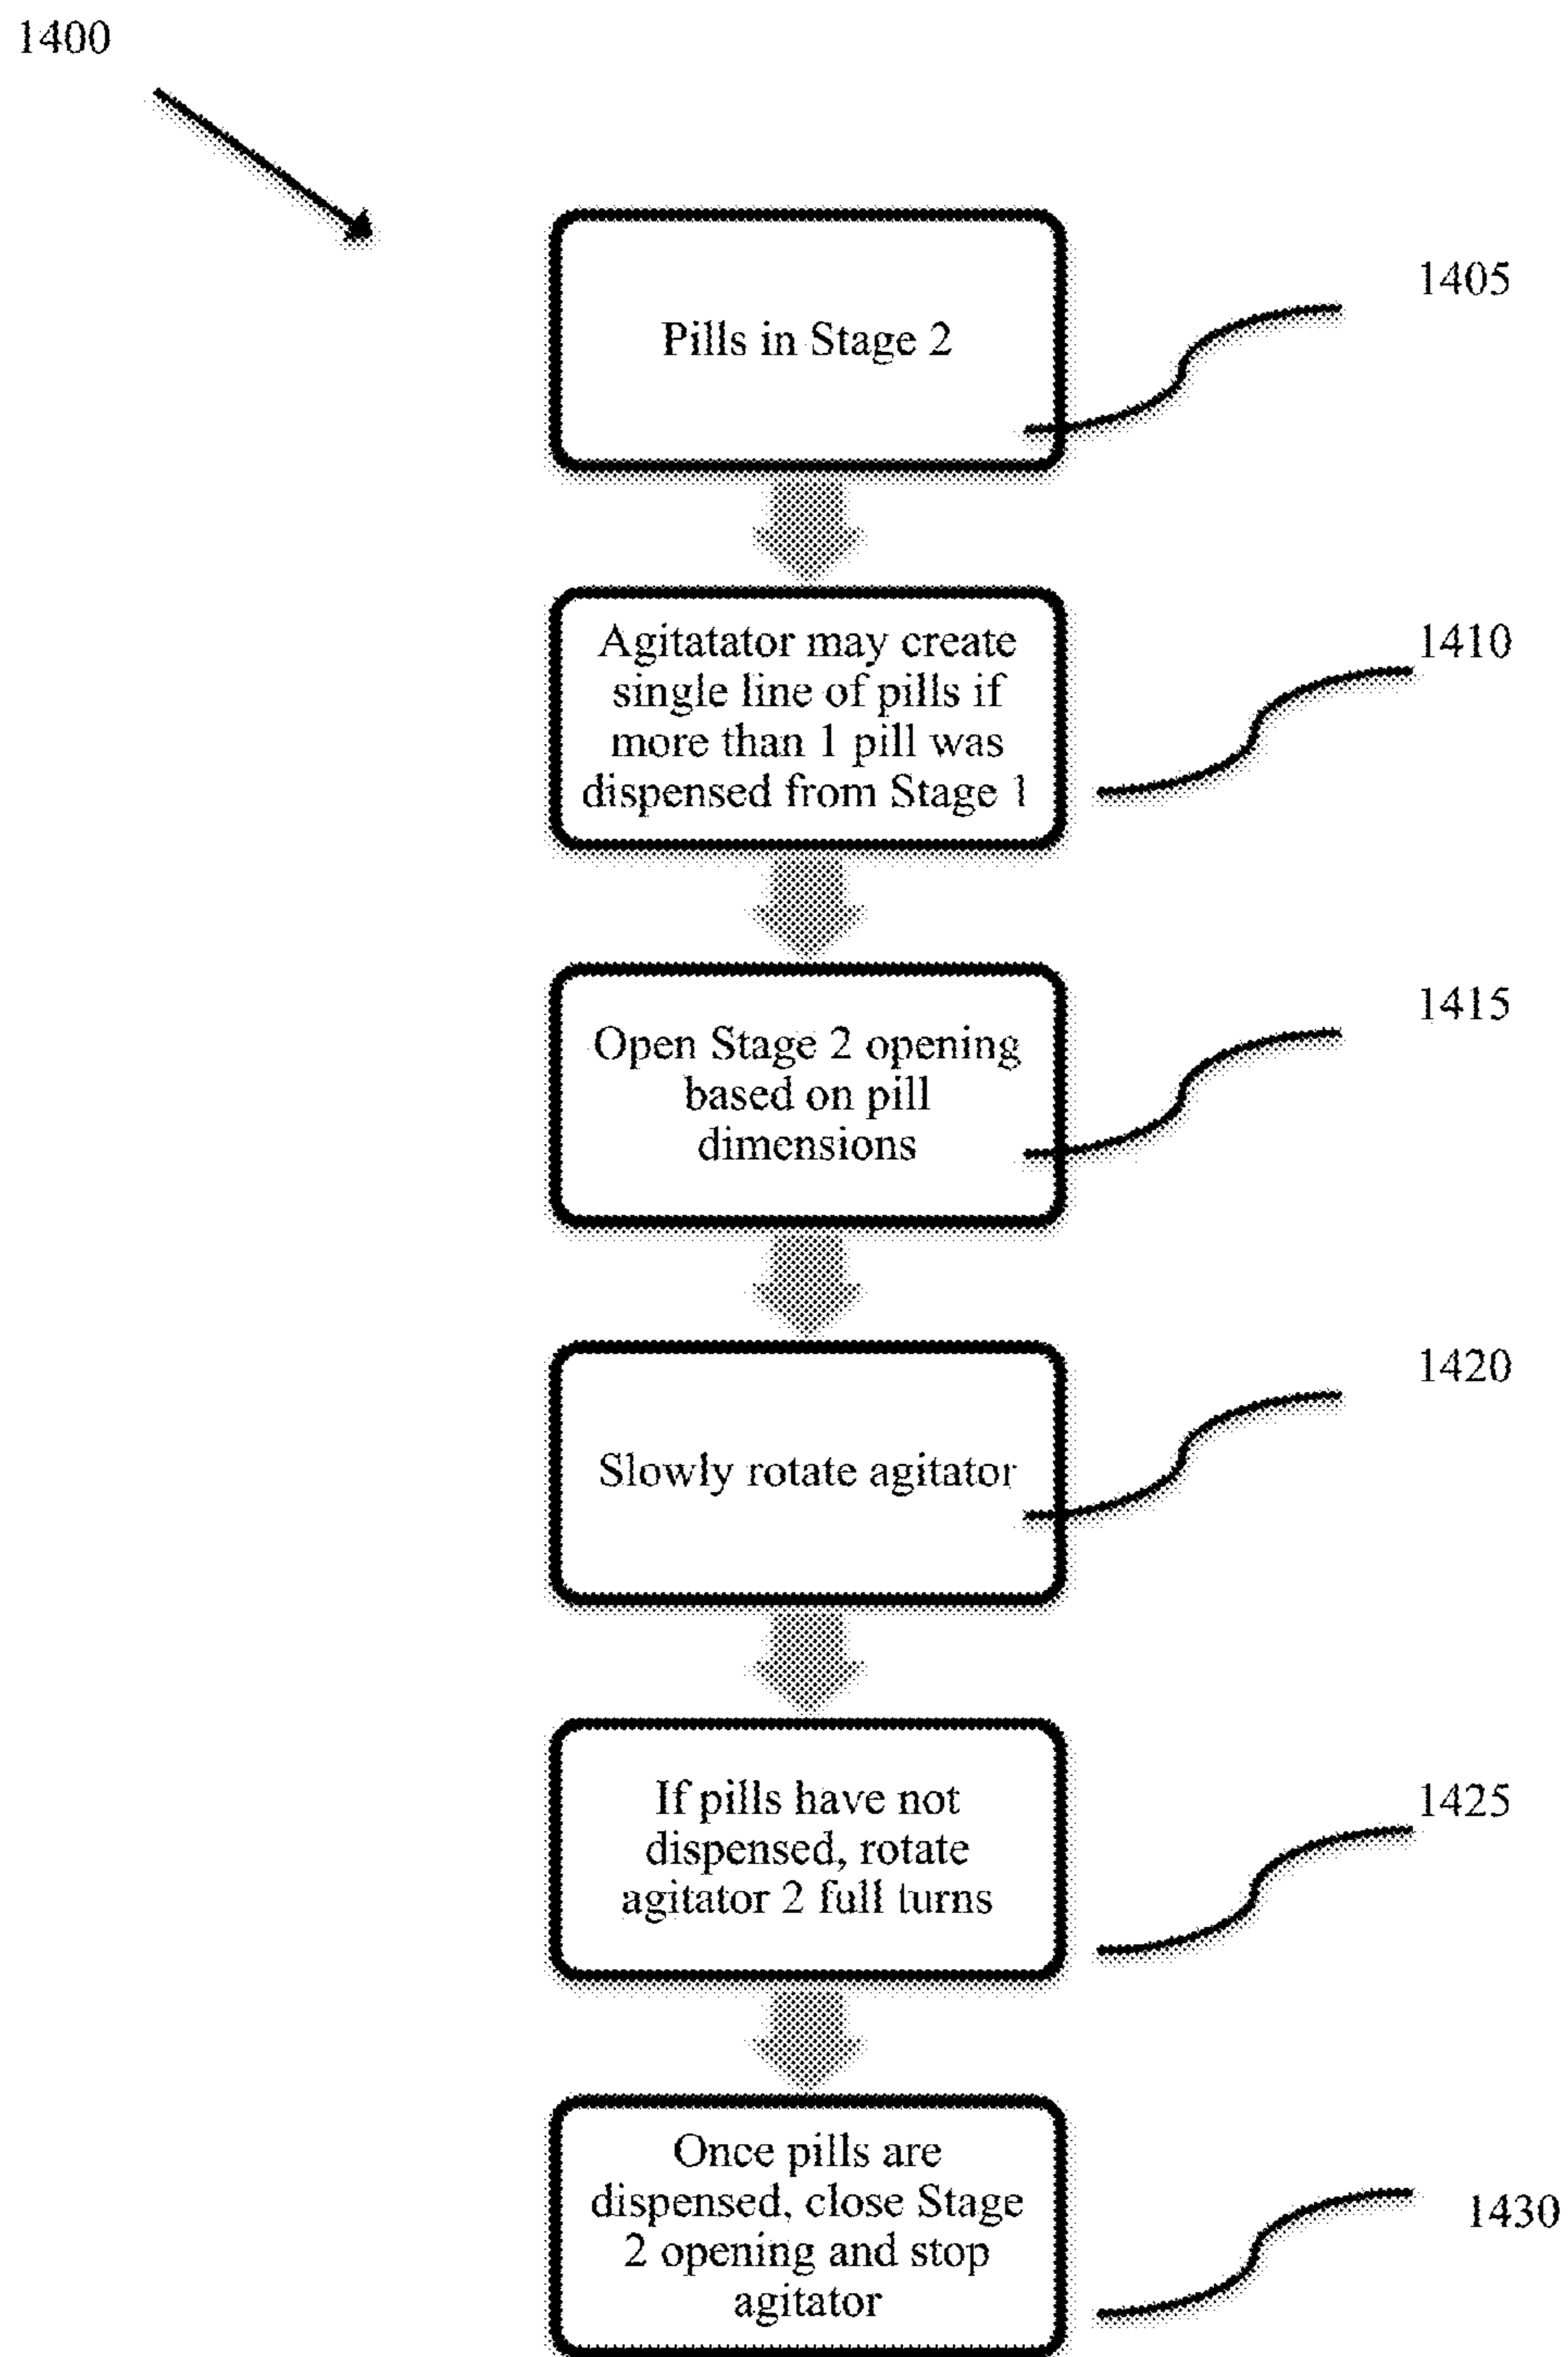 1400
Pills in Stage 2
1405
Agitatator may create
single line of pills if
more than 1 pill was
dispensed from Stage 1
1410
Open Stage 2 opening
based on pill
dimensions
1415
Slowly rotate agitator
1420
If pills have not
dispensed, rotate
agitator 2 full turns
1425
Once pills are
dispensed, close Stage
2 opening and stop
agitator
1430